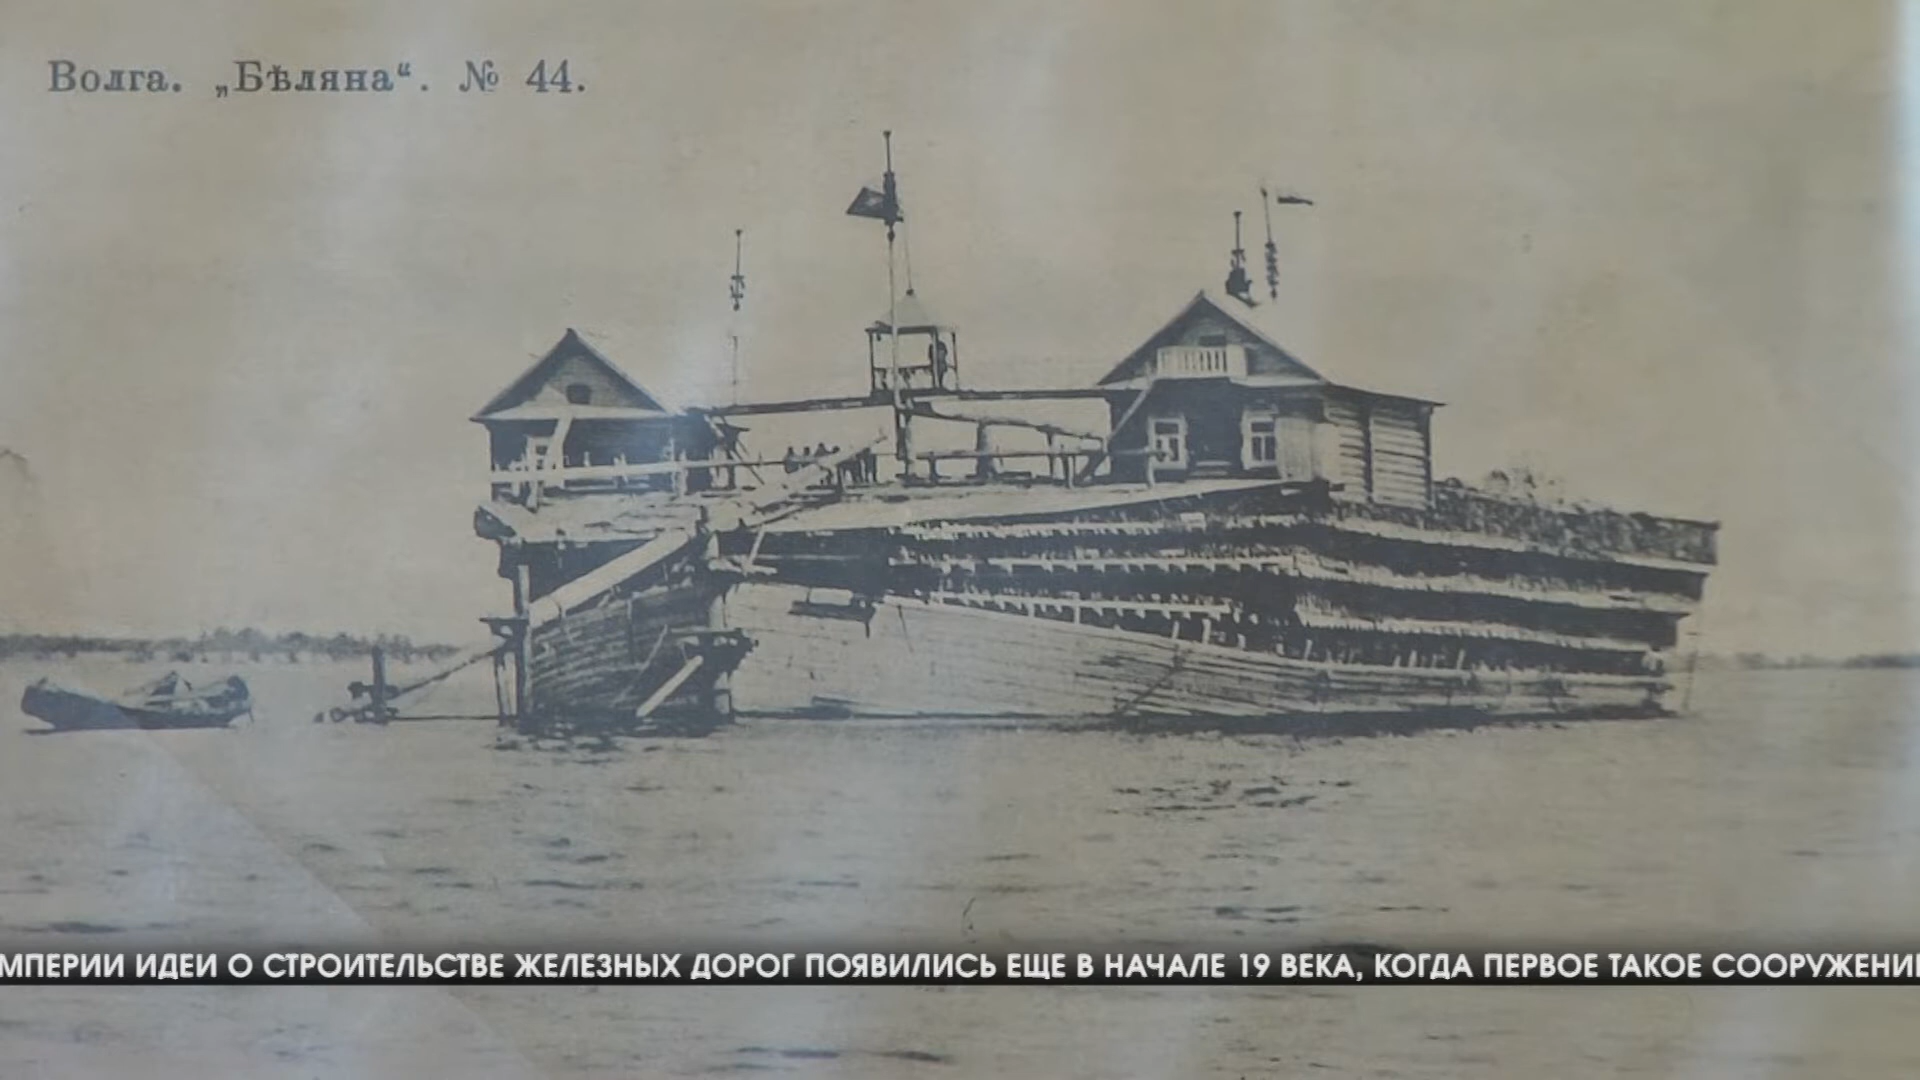 Волга. „Бѣляна“. № 44.
МПЕРИИ ИДЕИ О СТРОИТЕЛЬСТВЕ ЖЕЛЕЗНЫХ ДОРОГ ПОЯВИЛИСЬ ЕЩЕ В НАЧАЛЕ 19 ВЕКА, КОГДА ПЕРВОЕ ТАКОЕ СООРУЖЕНИ